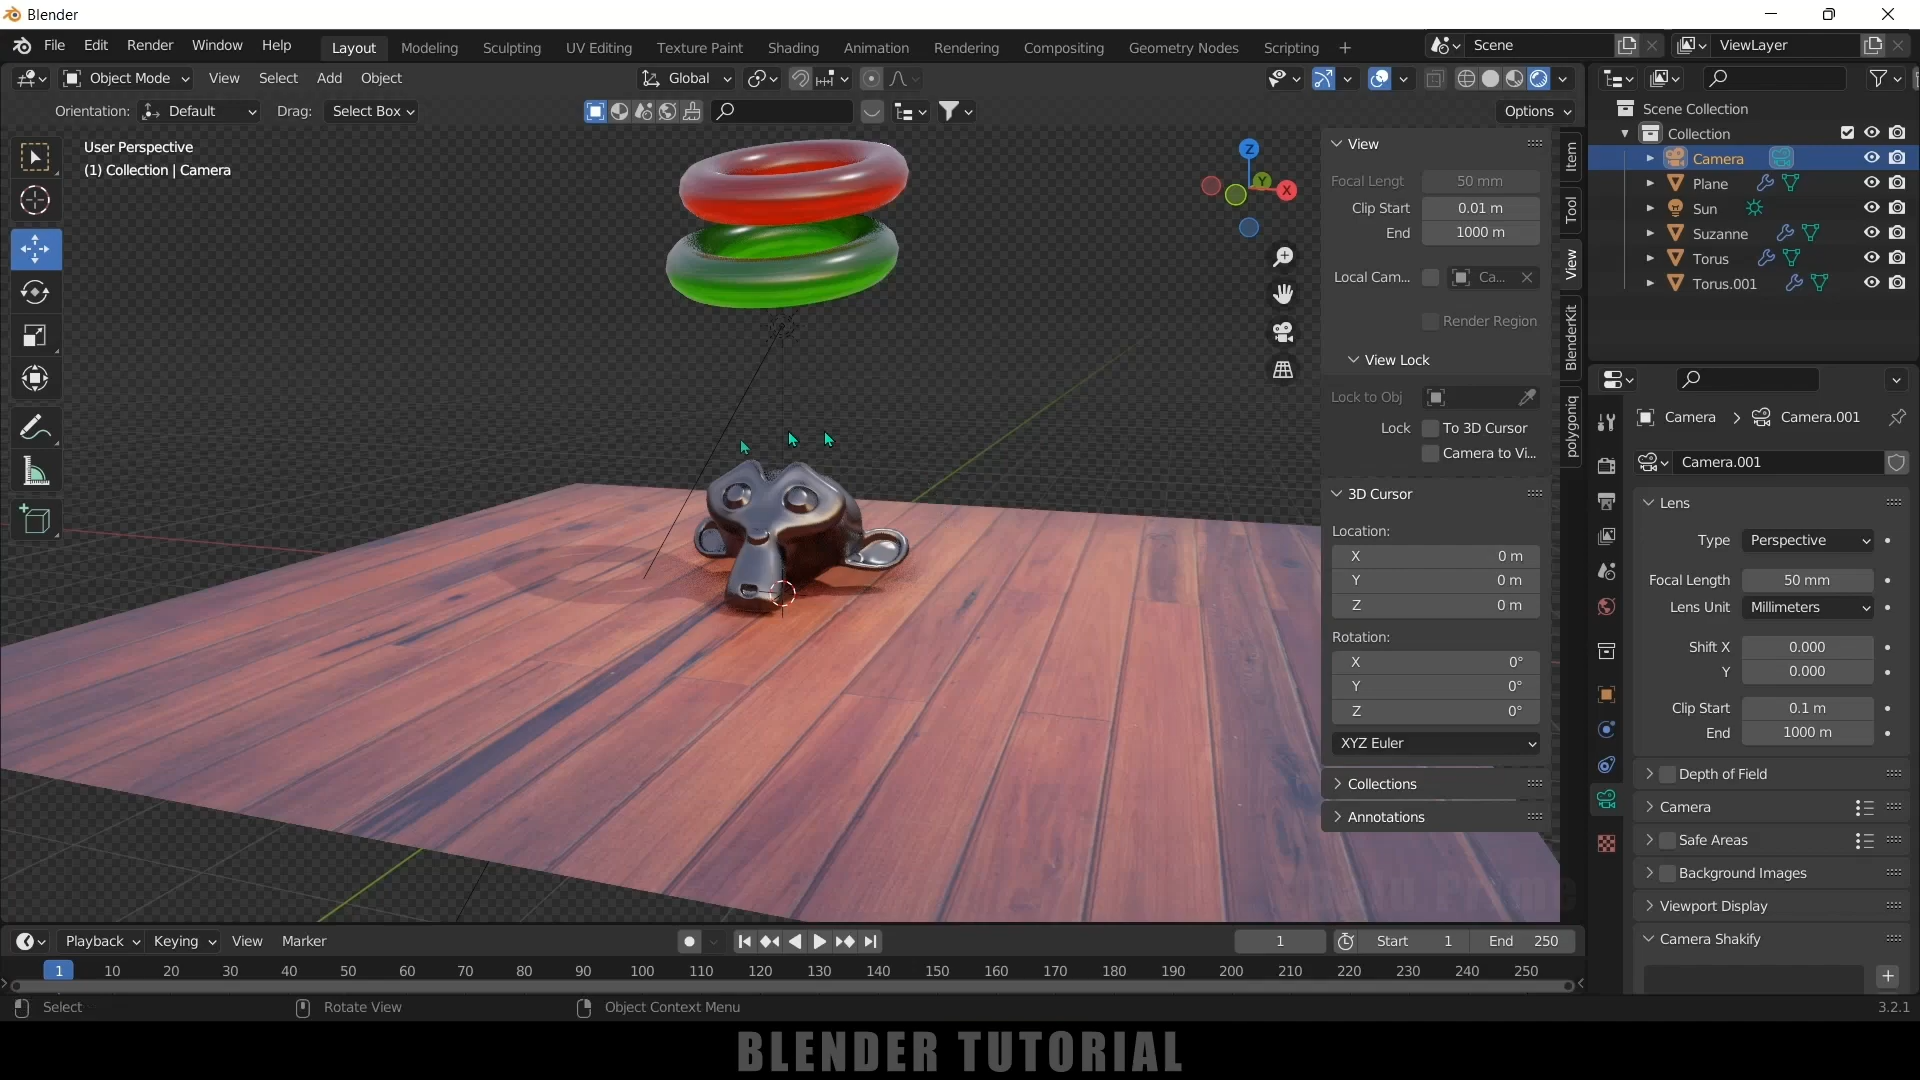 Blender
File Edit Render Window Help Layout Modeling Sculpting UV Editing Texture Paint Shading Animation Rendering Compositing Geometry Nodes Scripting + Scene ViewLayer
Object Mode View Select Add Object Global
Orientation: Default Drag: Select Box Options
User Perspective
(1) Collection | Camera
Z
Y
X
View
Focal Lengt 50 mm
Clip Start 0.01 m
End 1000 m
Local Cam... Ca...
Render Region
View Lock
Lock to Obj
Lock To 3D Cursor
Camera to Vi...
3D Cursor
Location:
X 0 m
Y 0 m
Z 0 m
Rotation:
X 0°
Y 0°
Z 0°
XYZ Euler
Collections
Annotations
Item
Tool
View
BlenderKit
polygoniq
Scene Collection
Collection
Camera
Plane
Sun
Suzanne
Torus
Torus.001
Camera > Camera.001
Camera.001
Lens
Type Perspective
Focal Length 50 mm
Lens Unit Millimeters
Shift X 0.000
Y 0.000
Clip Start 0.1 m
End 1000 m
Depth of Field
Camera
Safe Areas
Background Images
Viewport Display
Camera Shakify
Playback Keying View Marker 1 Start 1 End 250
1 10 20 30 40 50 60 70 80 90 100 110 120 130 140 150 160 170 180 190 200 210 220 230 240 250
Select Rotate View Object Context Menu 3.2.1
BLENDER TUTORIAL